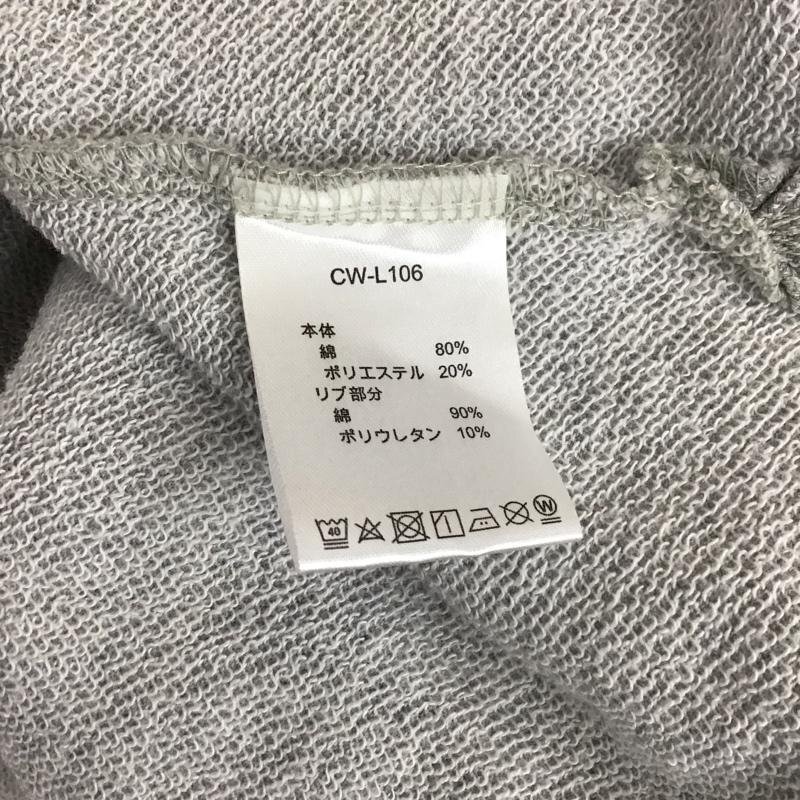 CW-L106
本体
綿 80%
ポリエステル 20%
リブ部分
綿 90%
ポリウレタン 10%
40 W